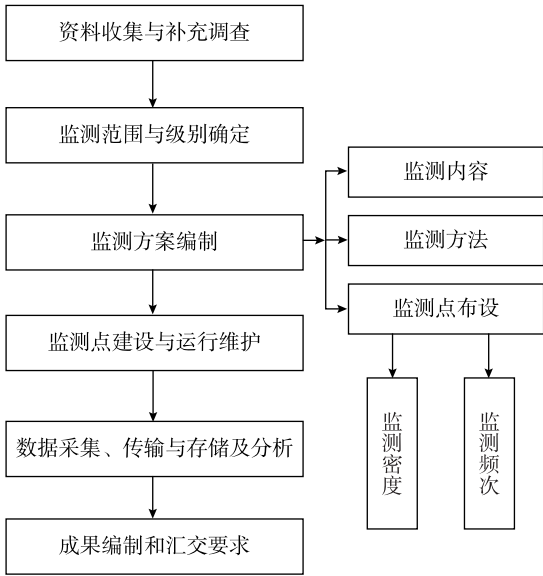 资料收集与补充调查
监测范围与级别确定
监测方案编制
监测内容
监测方法
监测点布设
监测密度
监测频次
监测点建设与运行维护
数据采集、传输与存储及分析
成果编制和汇交要求